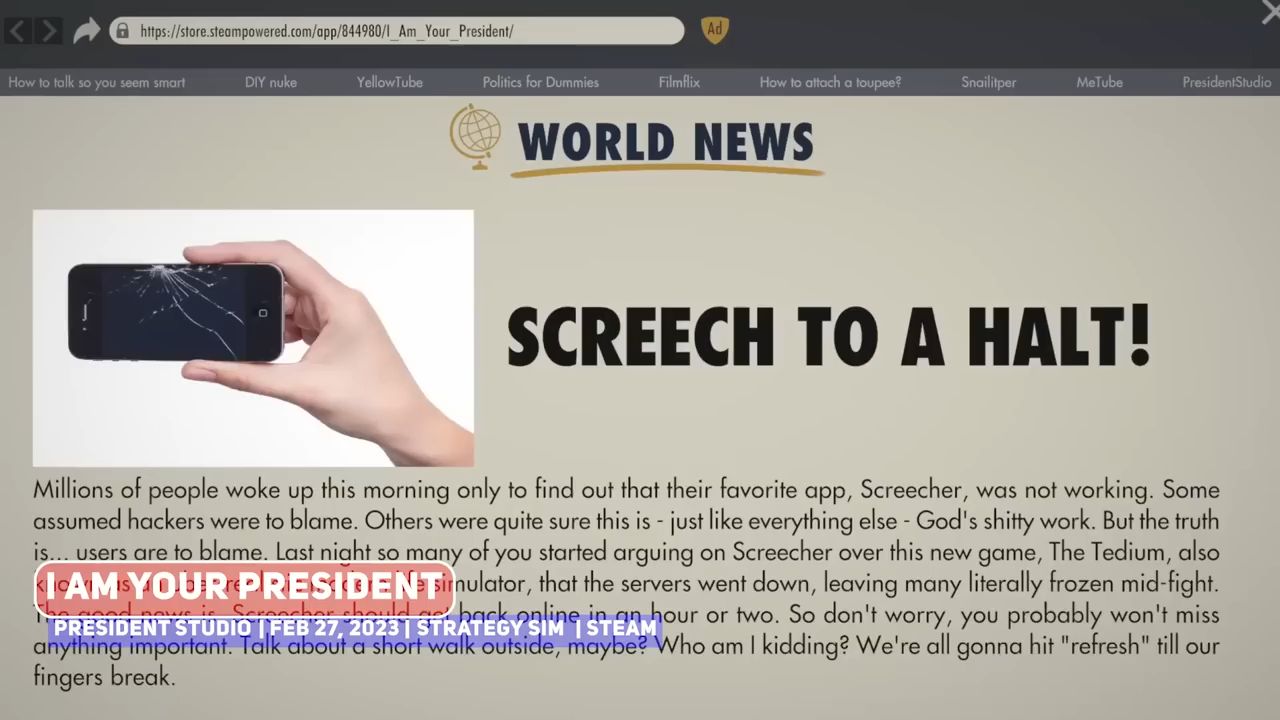 https://store.steampowered.com/app/844980/I_Am_Your_President/
Ad
How to talk so you seem smart DIY nuke YellowTube Politics for Dummies Filmflix How to attach a toupee? Snailitper MeTube PresidentStudio
WORLD NEWS
SCREECH TO A HALT!
Millions of people woke up this morning only to find out that their favorite app, Screecher, was not working. Some
assumed hackers were to blame. Others were quite sure this is - just like everything else - God's shitty work. But the truth
is... users are to blame. Last night so many of you started arguing on Screecher over this new game, The Tedium, also
simulator, that the servers went down, leaving many literally frozen mid-fight.
The good news is, Screecher should get back online in an hour or two. So don't worry, you probably won't miss
anything important. Talk about a short walk outside, maybe? Who am I kidding? We're all gonna hit "refresh" till our
fingers break.
I AM YOUR PRESIDENT
PRESIDENT STUDIO | FEB 27, 2023 | STRATEGY SIM | STEAM